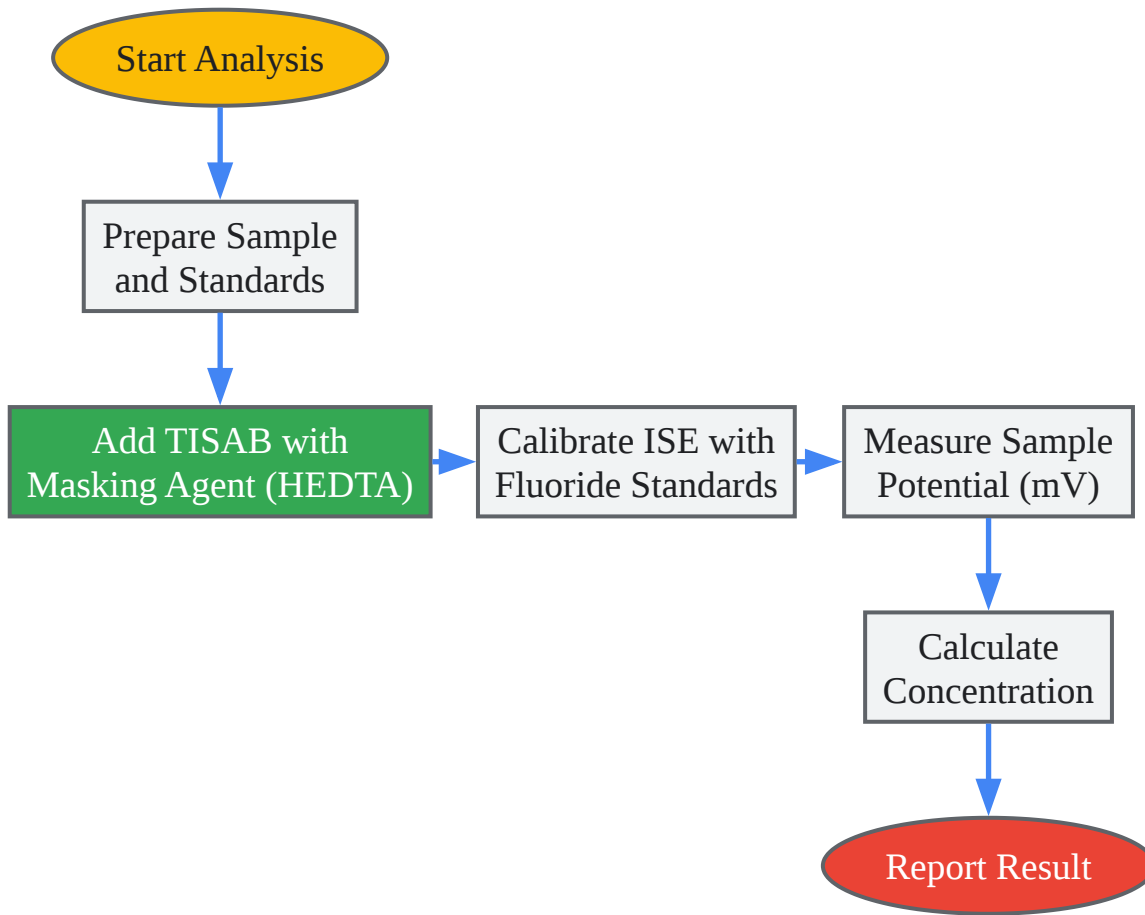 Start Analysis
Prepare Sample
and Standards
Add TISAB with
Masking Agent (HEDTA)
Calibrate ISE with
Fluoride Standards
Measure Sample
Potential (mV)
Calculate
Concentration
Report Result